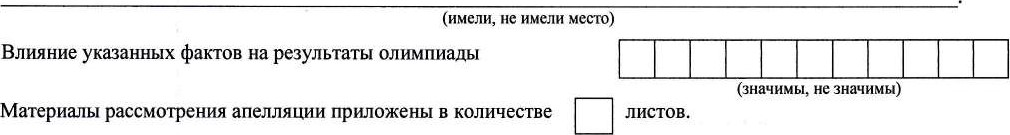 (имели, не имели место)
Влияние указанных фактов на результаты олимпиады
(значимы, не значимы)
Материалы рассмотрения апелляции приложены в количестве листов.